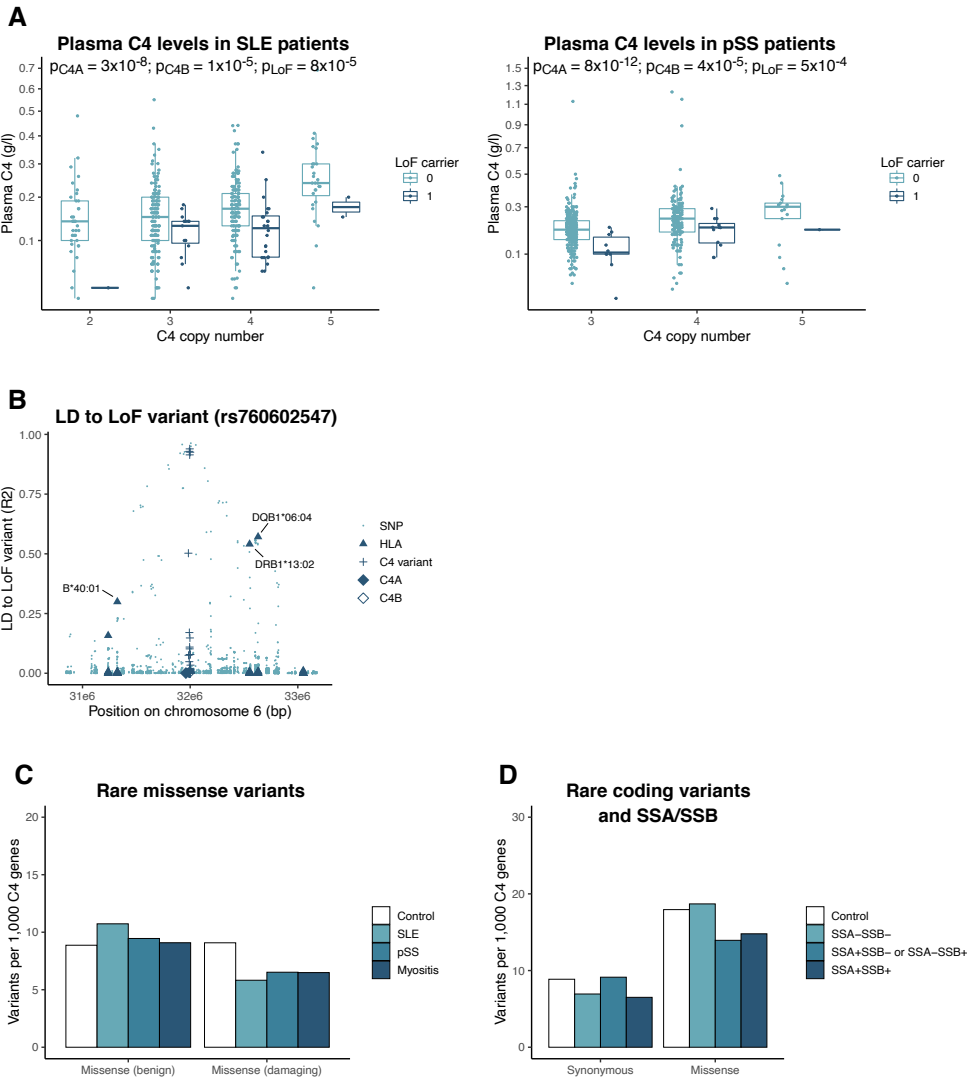 A
Plasma C4 levels in SLE patients
pC4A = 3x10-8; pC4B = 1x10-5; pLoF = 8x10-5
Plasma C4 (g/l)
0.7
0.6
0.5
0.4
0.3
0.2
0.1
2
3
4
5
C4 copy number
LoF carrier
0
1
Plasma C4 levels in pSS patients
pC4A = 8x10-12; pC4B = 4x10-5; pLoF = 5x10-4
Plasma C4 (g/l)
1.5
1.3
1.1
0.9
0.7
0.5
0.3
0.1
3
4
5
C4 copy number
LoF carrier
0
1
B
LD to LoF variant (rs760602547)
LD to LoF variant (R2)
1.00
0.75
0.50
0.25
0.00
DQB1*06:04
DRB1*13:02
B*40:01
31e6
32e6
33e6
Position on chromosome 6 (bp)
SNP
HLA
C4 variant
C4A
C4B
C
Rare missense variants
Variants per 1,000 C4 genes
20
15
10
5
0
Missense (benign)
Missense (damaging)
Control
SLE
pSS
Myositis
D
Rare coding variants
and SSA/SSB
Variants per 1,000 C4 genes
30
20
10
0
Synonymous
Missense
Control
SSA−SSB−
SSA+SSB− or SSA−SSB+
SSA+SSB+